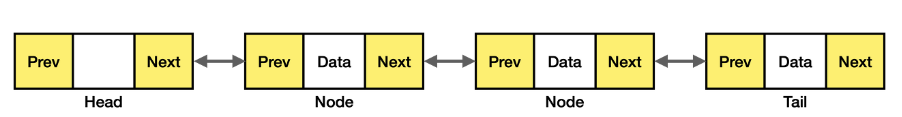 Prev Next Prev Data Next Prev Data Next Prev Data Next
Head Node Node Tail